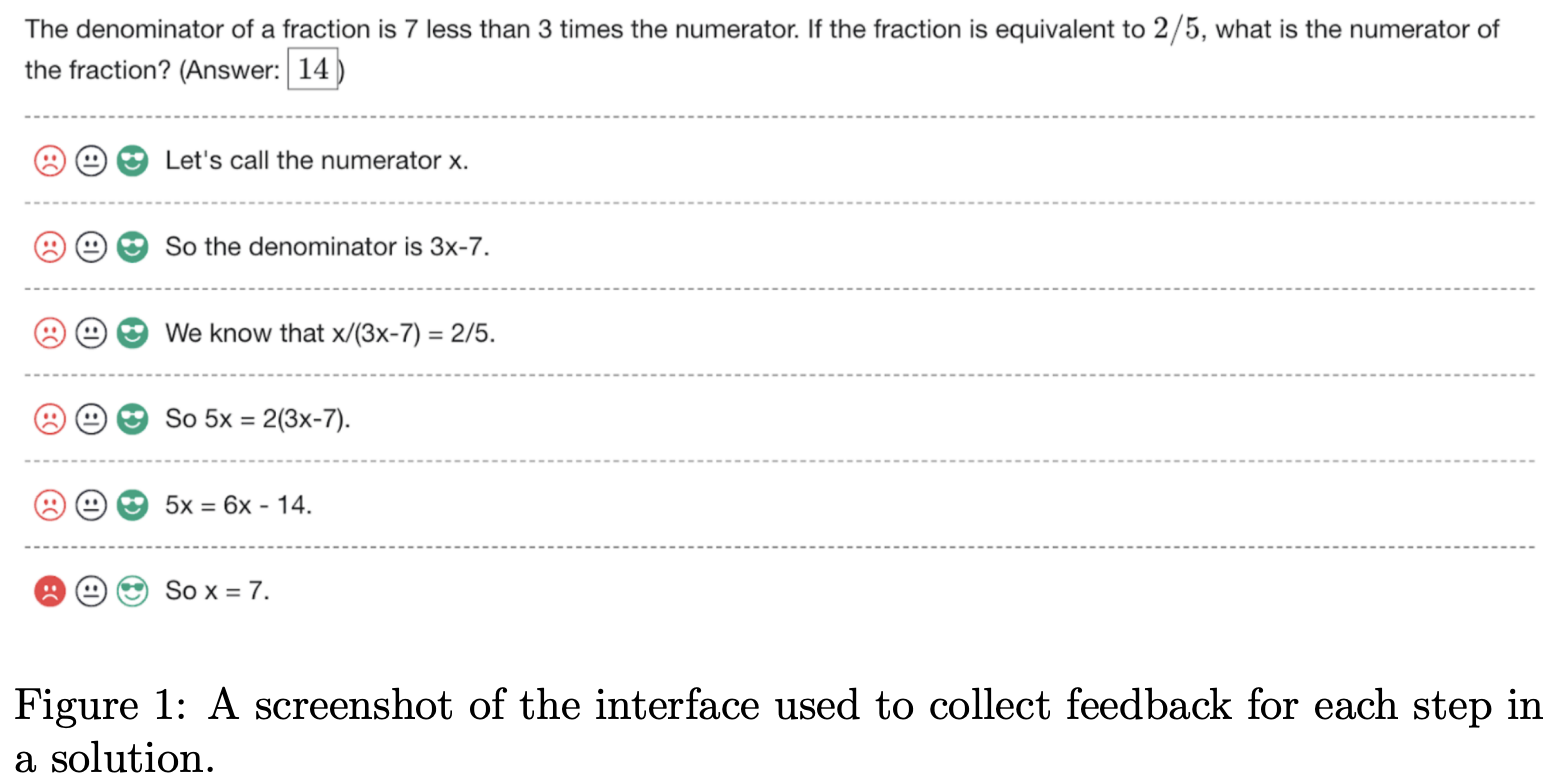 The denominator of a fraction is 7 less than 3 times the numerator. If the fraction is equivalent to 2/5, what is the numerator of
the fraction? (Answer: 14)
Let's call the numerator x.
So the denominator is 3x-7.
We know that x/(3x-7) = 2/5.
So 5x = 2(3x-7).
5x = 6x - 14.
So x = 7.
Figure 1: A screenshot of the interface used to collect feedback for each step in
a solution.